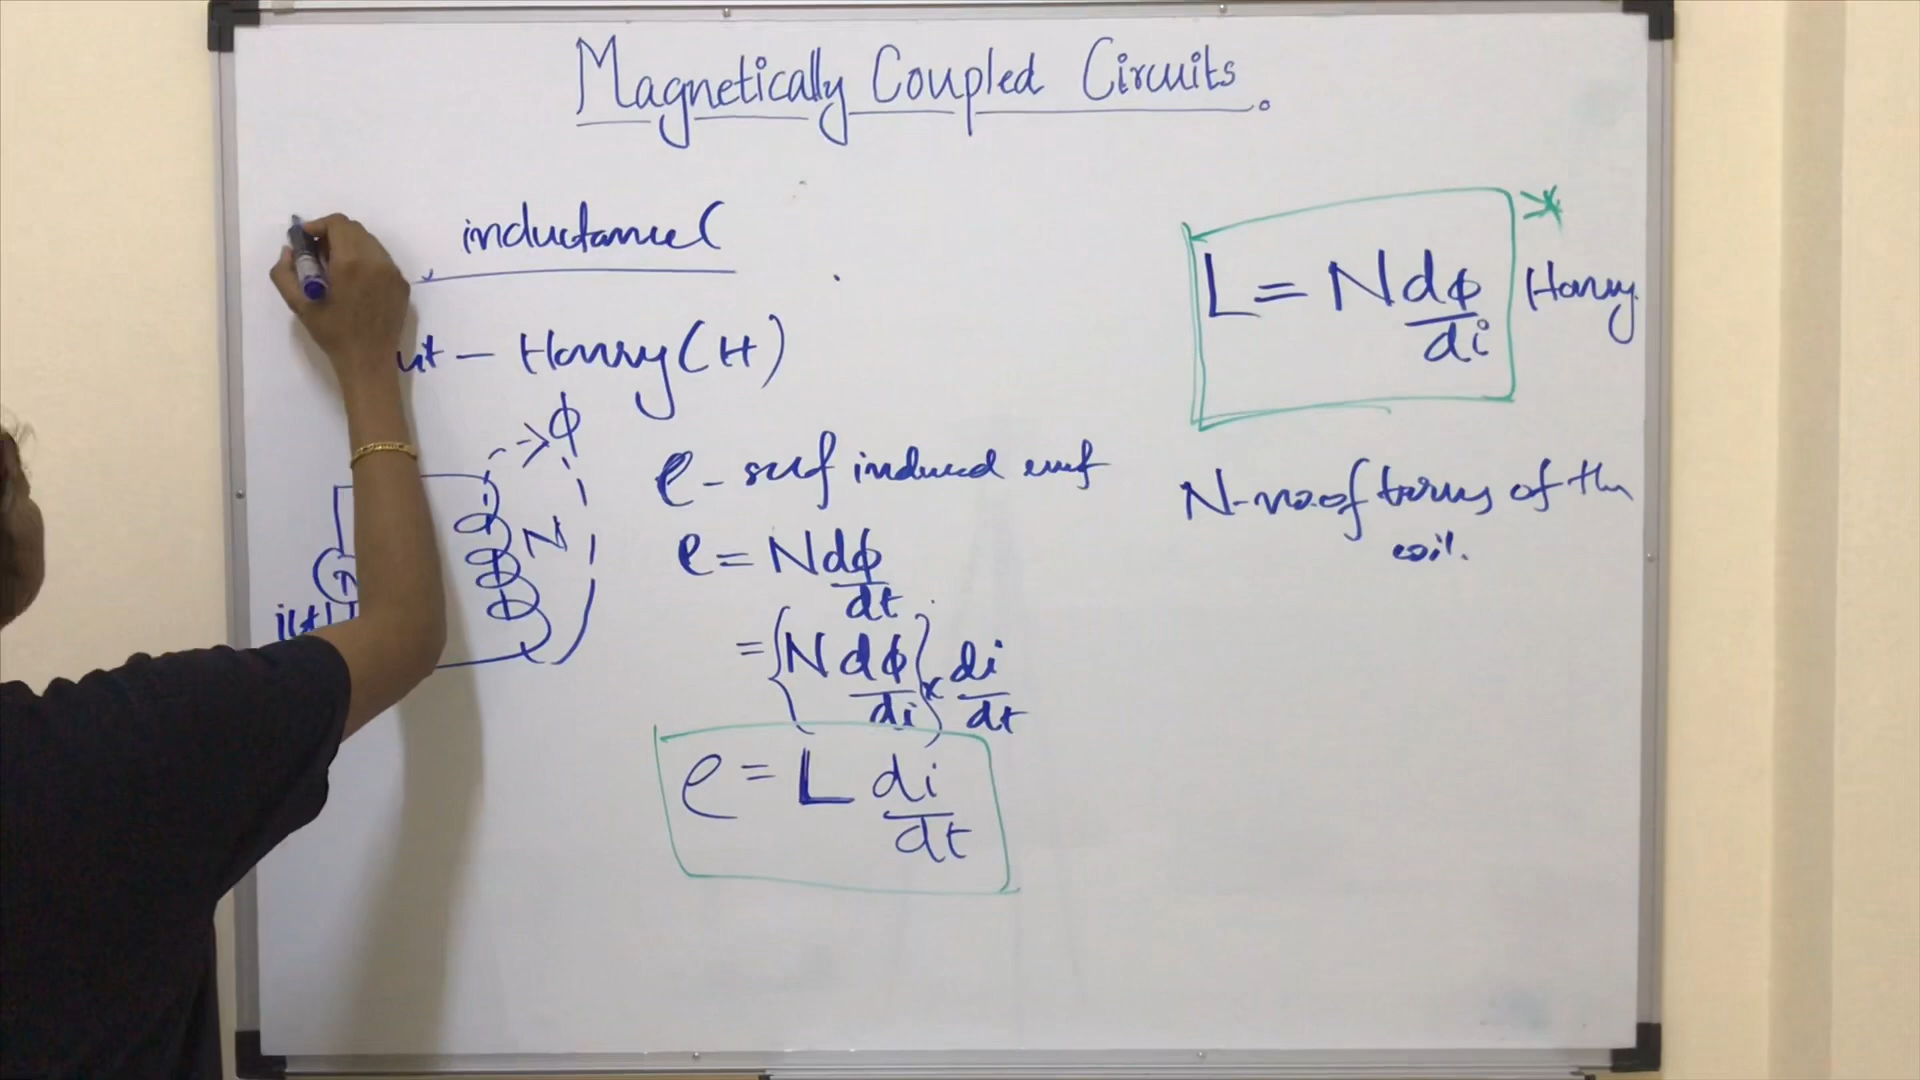 Magnetically Coupled Circuits.
inductance(
ut - Henry (H)
ϕ
N
i(t)
e - self induced emf
e = N dϕ/dt
= {N dϕ/di} x di/dt
e = L di/dt
L = N dϕ/di Henry
N - no of turns of the
coil.